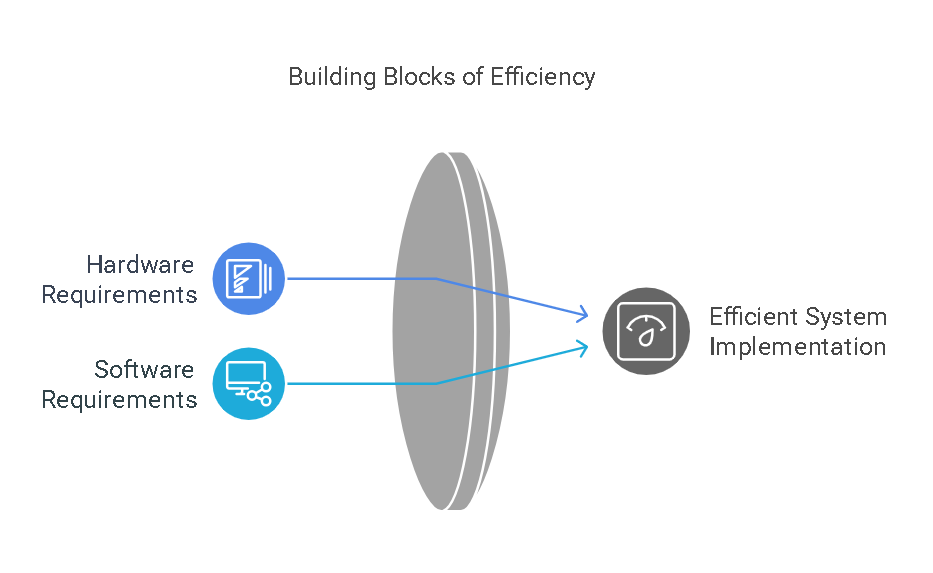 Building Blocks of Efficiency
Hardware
Requirements
Software
Requirements
Efficient System
Implementation